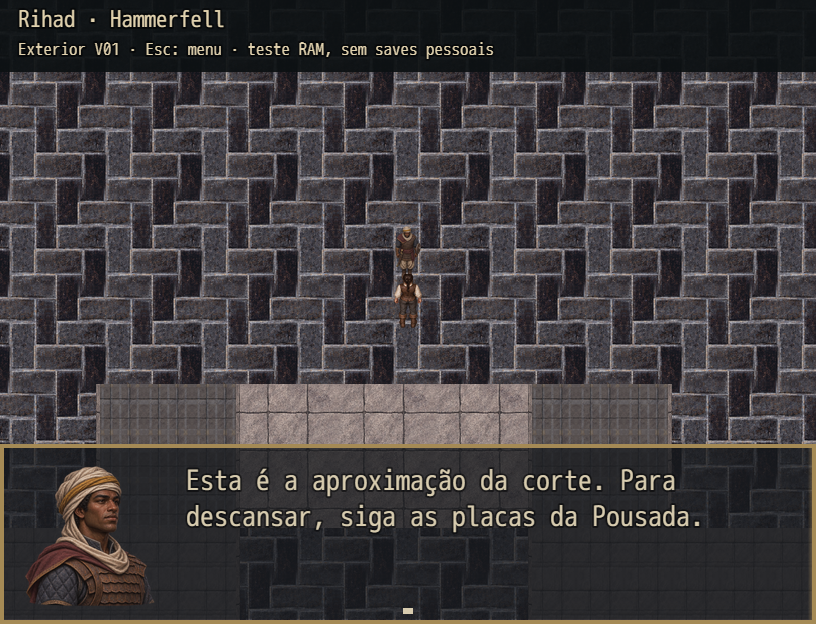 Rihad · Hammerfell
Exterior V01 · Esc: menu · teste RAM, sem saves pessoais
Esta é a aproximação da corte. Para
descansar, siga as placas da Pousada.